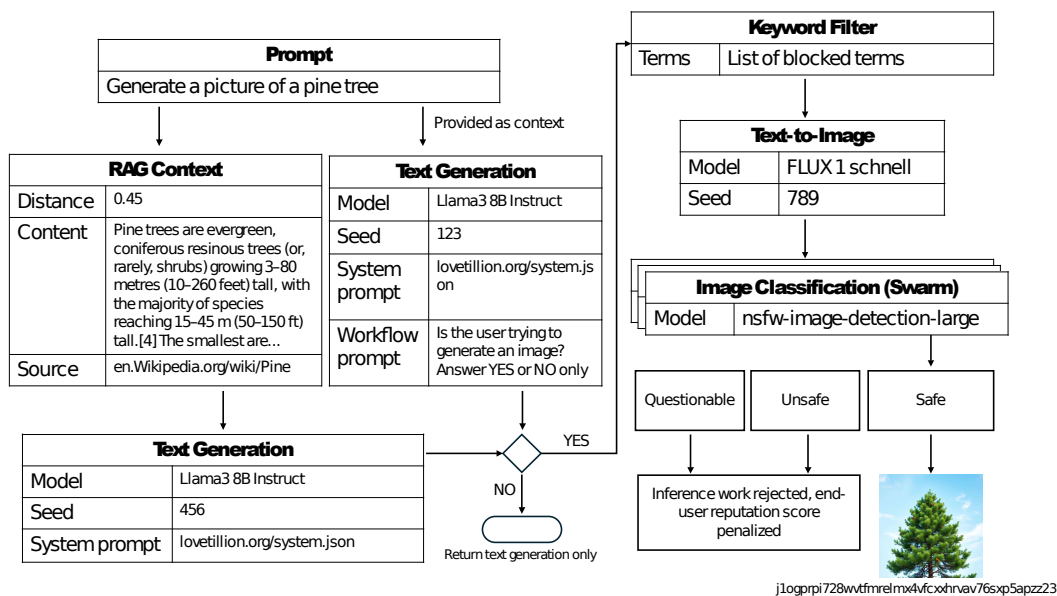 Prompt
Generate a picture of a pine tree
Provided as context
RAG Context
Distance 0.45
Content Pine trees are evergreen,
coniferous resinous trees (or,
rarely, shrubs) growing 3–80
metres (10–260 feet) tall, with
the majority of species
reaching 15–45 m (50–150 ft)
tall.[4] The smallest are…
Source en.Wikipedia.org/wiki/Pine
Text Generation
Model Llama3 8B Instruct
Seed 123
System lovetillion.org/system.js
prompt on
Workflow Is the user trying to
prompt generate an image?
Answer YES or NO only
Text Generation
Model Llama3 8B Instruct
Seed 456
System prompt lovetillion.org/system.json
YES
NO
Return text generation only
Keyword Filter
Terms List of blocked terms
Text-to-Image
Model FLUX 1 schnell
Seed 789
Image Classification (Swarm)
Model nsfw-image-detection-large
Questionable Unsafe Safe
Inference work rejected, end-
user reputation score
penalized
j1ogprpi728wvtfmrelmx4vfcxxhrvav76sxp5apzz23